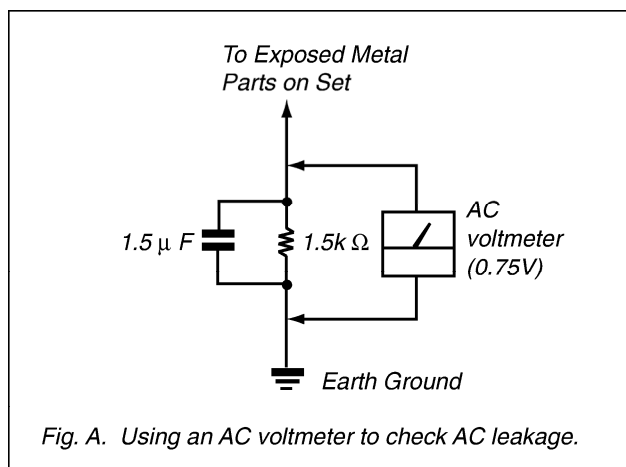 To Exposed Metal
Parts on Set
1.5 μ F
1.5k Ω
AC
voltmeter
(0.75V)
Earth Ground
Fig. A. Using an AC voltmeter to check AC leakage.